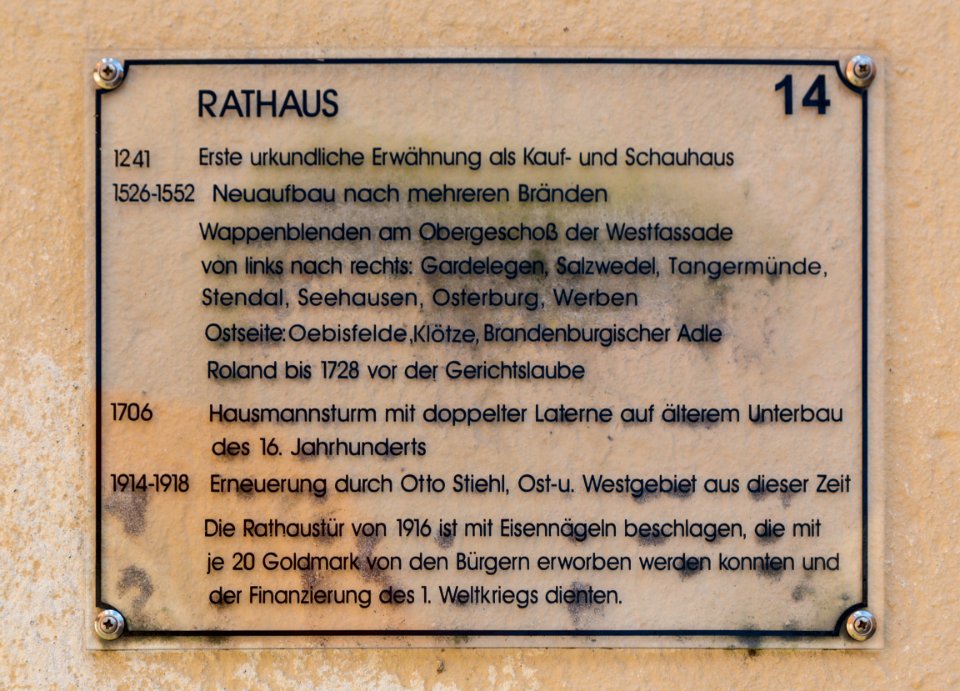 RATHAUS 14
1241 Erste urkundliche Erwähnung als Kauf- und Schauhaus
1526-1552 Neuaufbau nach mehreren Bränden
Wappenblenden am Obergeschoß der Westfassade
von links nach rechts: Gardelegen, Salzwedel, Tangermünde,
Stendal, Seehausen, Osterburg, Werben
Ostseite: Oebisfelde, Klötze, Brandenburgischer Adle
Roland bis 1728 vor der Gerichtslaube
1706 Hausmannsturm mit doppelter Laterne auf älterem Unterbau
des 16. Jahrhunderts
1914-1918 Erneuerung durch Otto Stiehl, Ost-u. Westgebiet aus dieser Zeit
Die Rathaustür von 1916 ist mit Eisennägeln beschlagen, die mit
je 20 Goldmark von den Bürgern erworben werden konnten und
der Finanzierung des 1. Weltkriegs dienten.